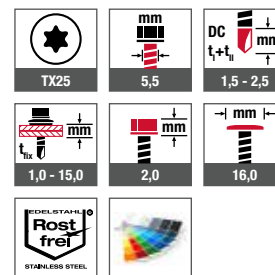 TX25
mm
5,5
DC
tI+tII
mm
1,5 - 2,5
tfix
mm
1,0 - 15,0
mm
2,0
mm
16,0
EDELSTAHL
Rost
frei
STAINLESS STEEL